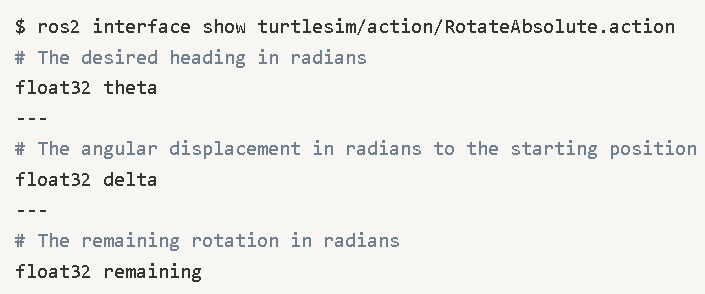 $ ros2 interface show turtlesim/action/RotateAbsolute.action
# The desired heading in radians
float32 theta
---
# The angular displacement in radians to the starting position
float32 delta
---
# The remaining rotation in radians
float32 remaining